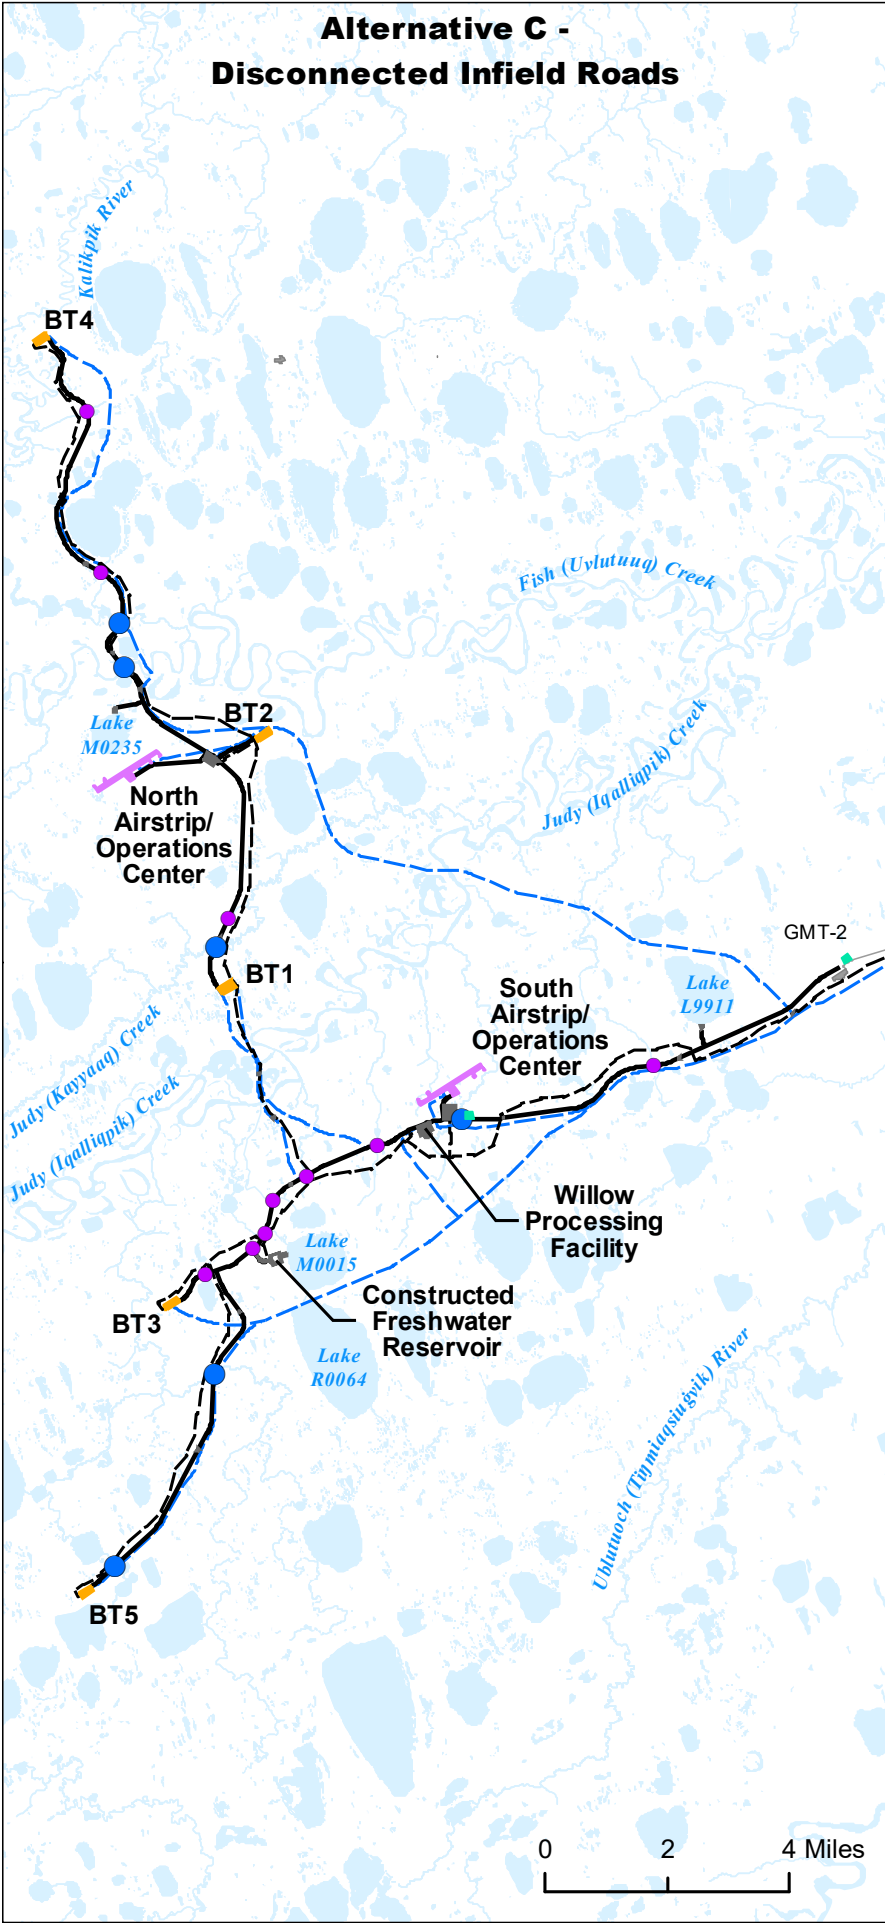 Alternative C -
Disconnected Infield Roads
Kalikpik River
BT4
Fish (Uvlutuuq) Creek
Judy (Iqalliqpik) Creek
BT2
Lake
M0235
North
Airstrip/
Operations
Center
GMT-2
BT1
Lake
L9911
South
Airstrip/
Operations
Center
Judy (Kayyaaq) Creek
Judy (Iqalliqpik) Creek
Willow
Processing
Facility
Lake
M0015
Constructed
Freshwater
Reservoir
BT3
Lake
R0064
Ublutuoch (Tiŋmiaqsiuġvik) River
BT5
0 2 4 Miles